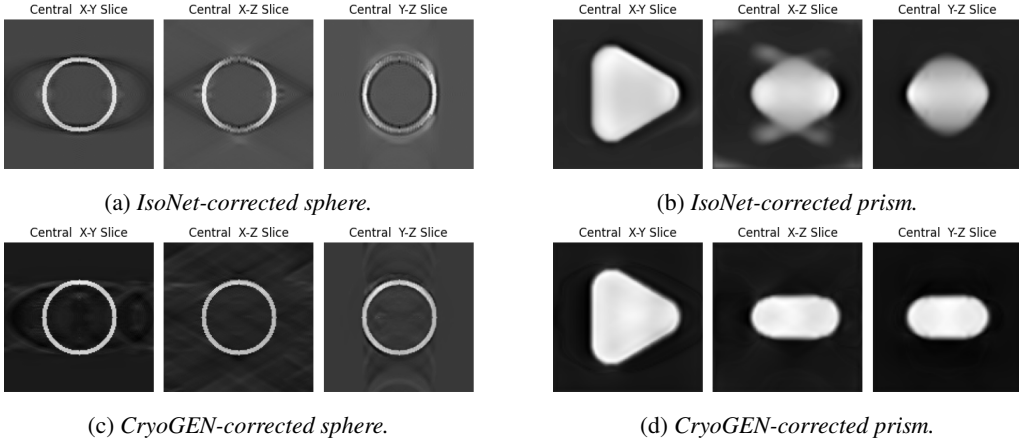 Central X-Y Slice Central X-Z Slice Central Y-Z Slice
(a) IsoNet-corrected sphere.
Central X-Y Slice Central X-Z Slice Central Y-Z Slice
(b) IsoNet-corrected prism.
Central X-Y Slice Central X-Z Slice Central Y-Z Slice
(c) CryoGEN-corrected sphere.
Central X-Y Slice Central X-Z Slice Central Y-Z Slice
(d) CryoGEN-corrected prism.